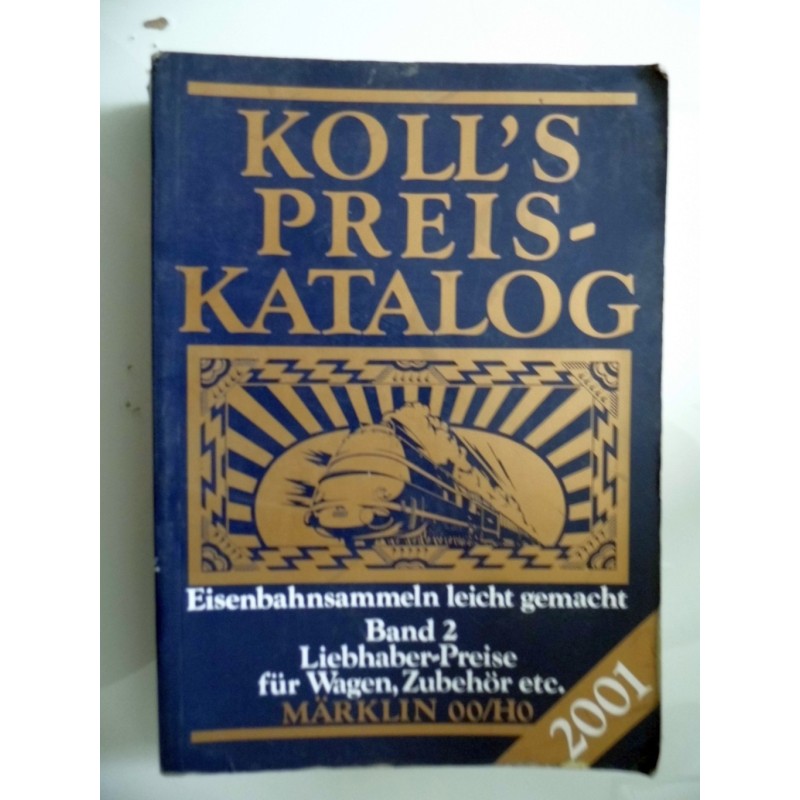 KOLL'S
PREIS-
KATALOG
Eisenbahnsammeln leicht gemacht
Band 2
Liebhaber-Preise
für Wagen, Zubehör etc.
MÄRKLIN 00/H0
2001